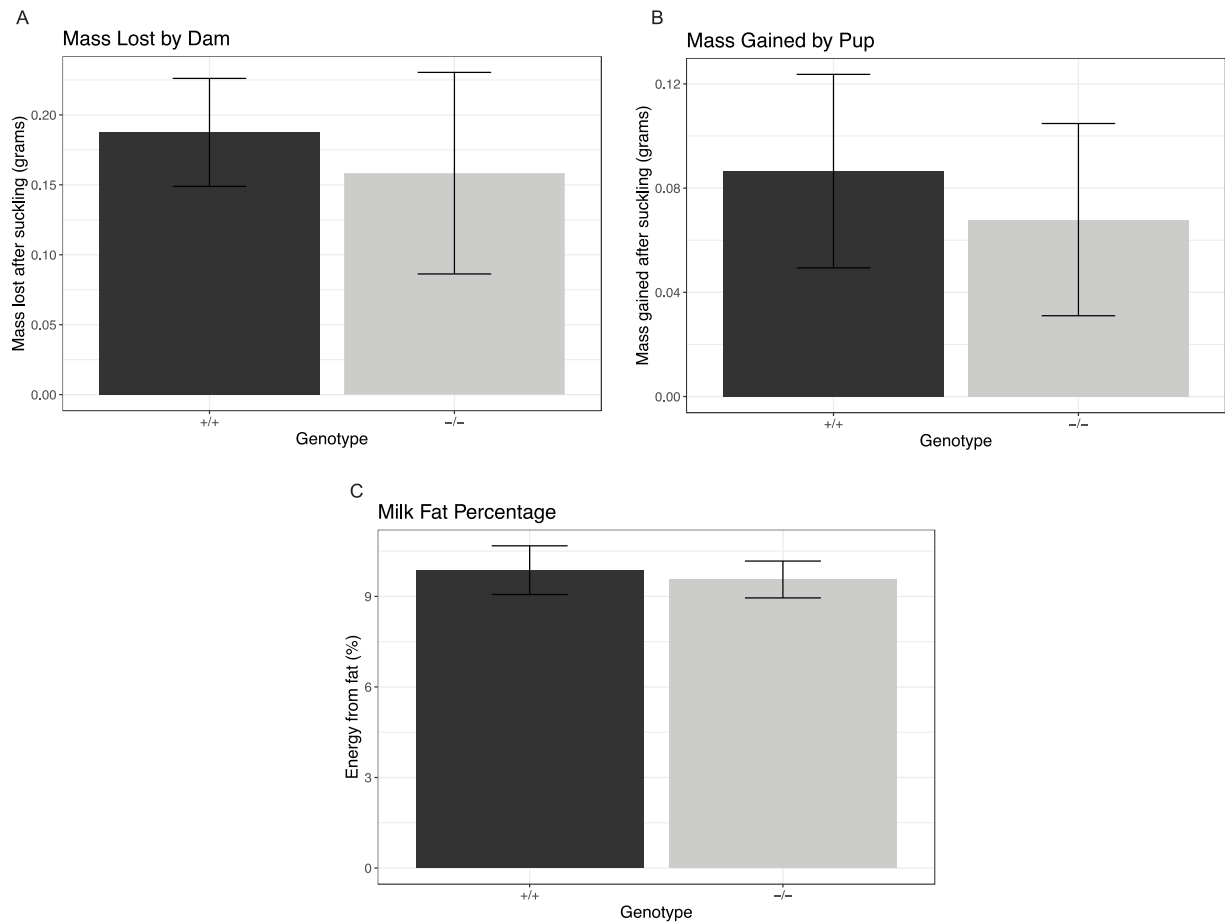 A
Mass Lost by Dam
Mass lost after suckling (grams)
0.20
0.15
0.10
0.05
0.00
+/+
−/−
Genotype
B
Mass Gained by Pup
Mass gained after suckling (grams)
0.12
0.08
0.04
0.00
+/+
−/−
Genotype
C
Milk Fat Percentage
Energy from fat (%)
9
6
3
0
+/+
−/−
Genotype